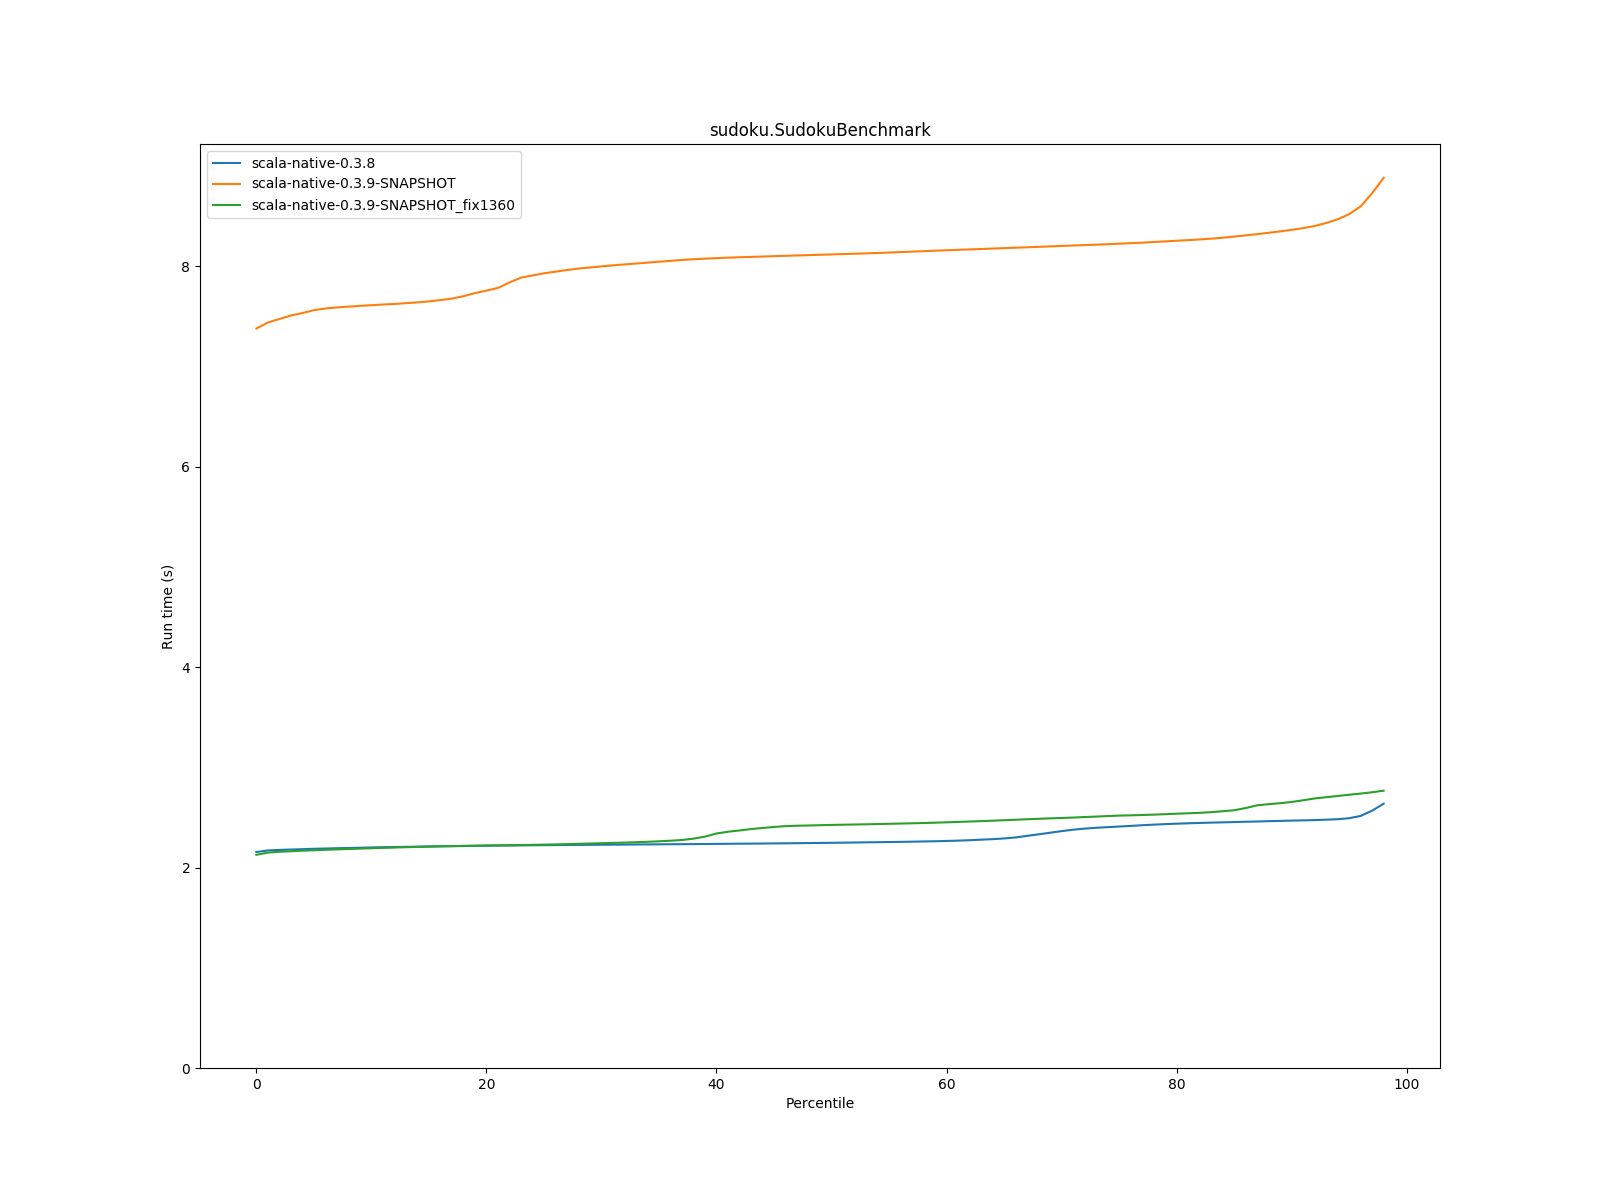 sudoku.SudokuBenchmark
scala-native-0.3.8
scala-native-0.3.9-SNAPSHOT
scala-native-0.3.9-SNAPSHOT_fix1360
8
6
4
2
0
Run time (s)
0 20 40 60 80 100
Percentile